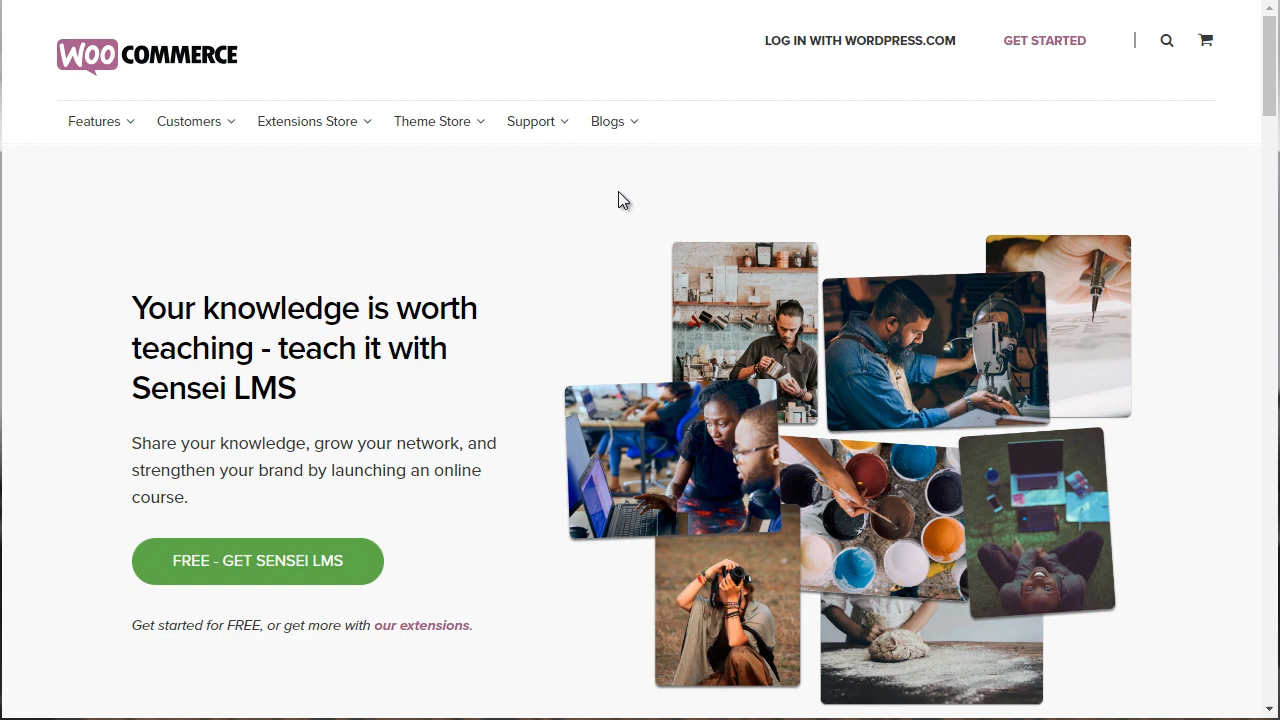 WOO COMMERCE
LOG IN WITH WORDPRESS.COM GET STARTED
Features Customers Extensions Store Theme Store Support Blogs
Your knowledge is worth
teaching - teach it with
Sensei LMS
Share your knowledge, grow your network, and
strengthen your brand by launching an online
course.
FREE - GET SENSEI LMS
Get started for FREE, or get more with our extensions.